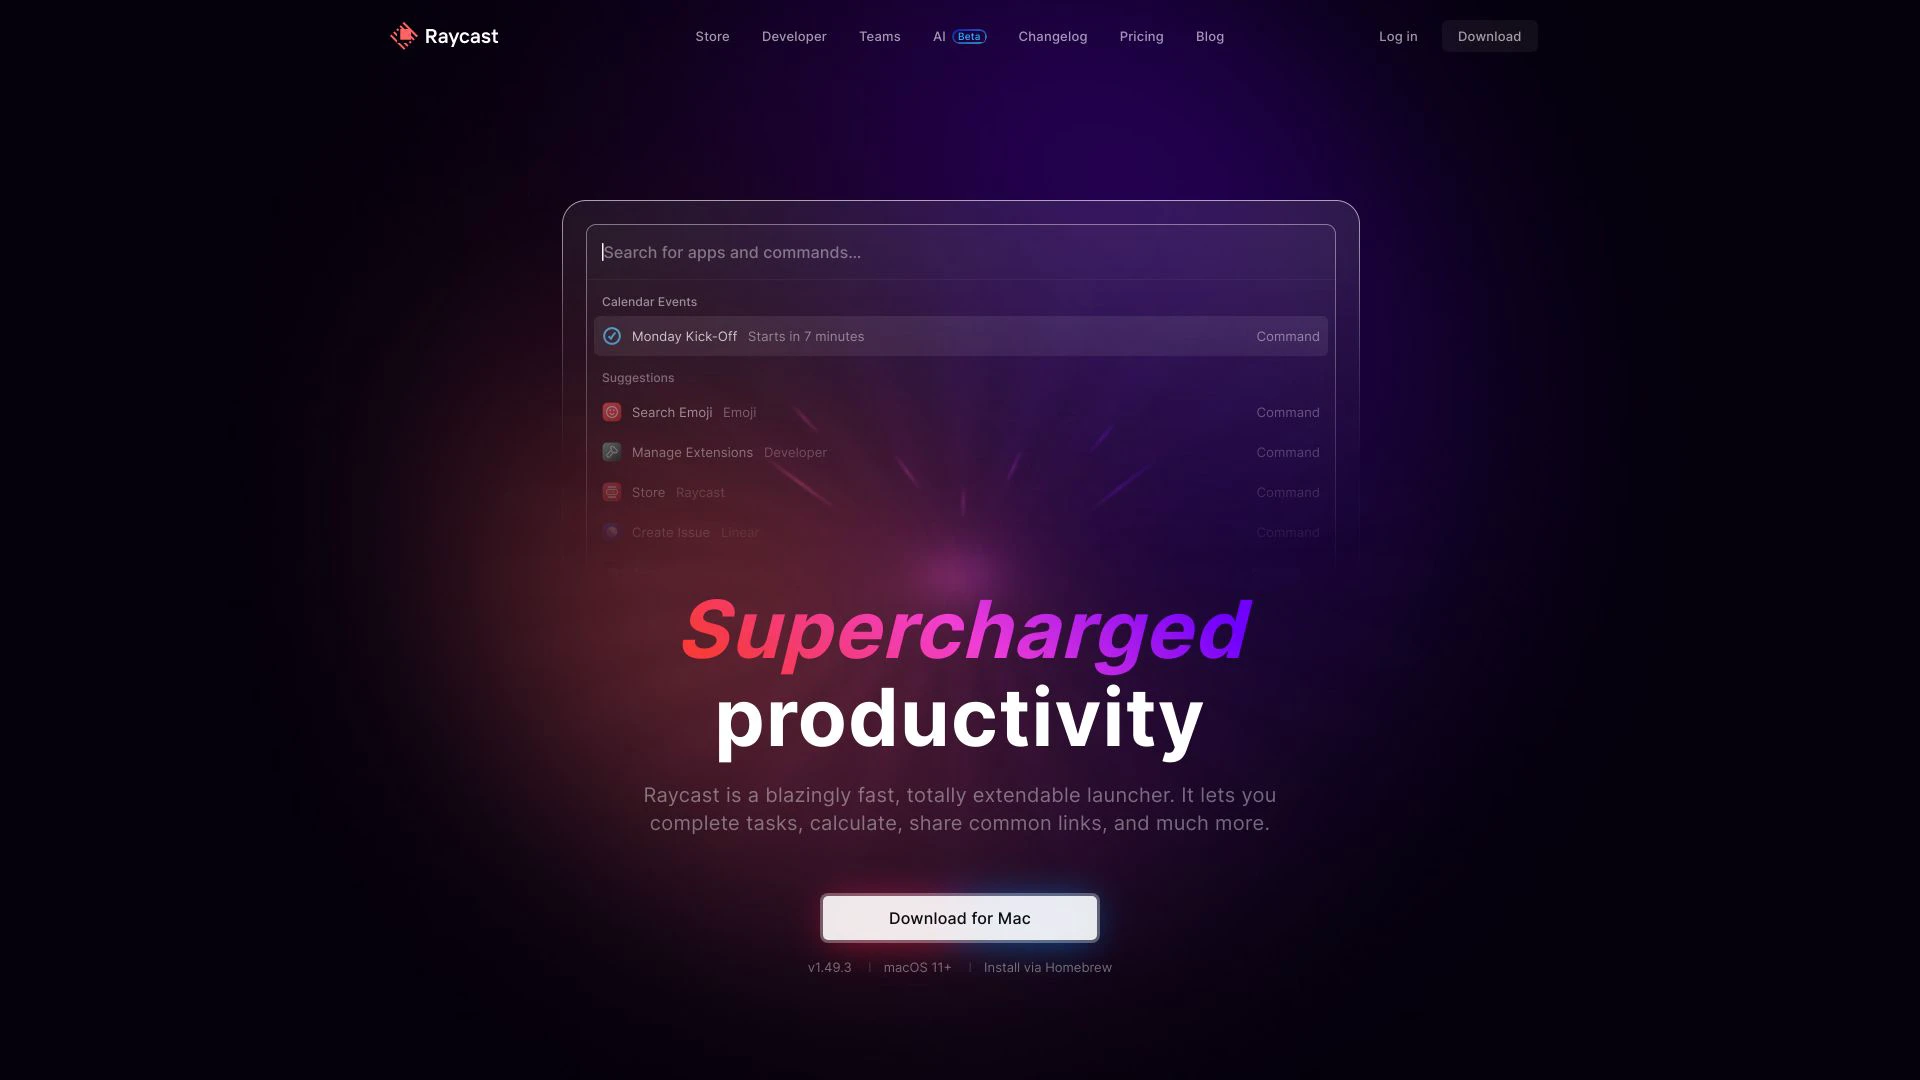 Raycast
Store Developer Teams AI Beta Changelog Pricing Blog
Log in Download
Search for apps and commands...
Calendar Events
Monday Kick-Off Starts in 7 minutes Command
Suggestions
Search Emoji Emoji Command
Manage Extensions Developer Command
Store Raycast Command
Create Issue Linear Command
Supercharged
productivity
Raycast is a blazingly fast, totally extendable launcher. It lets you
complete tasks, calculate, share common links, and much more.
Download for Mac
v1.49.3 | macOS 11+ | Install via Homebrew